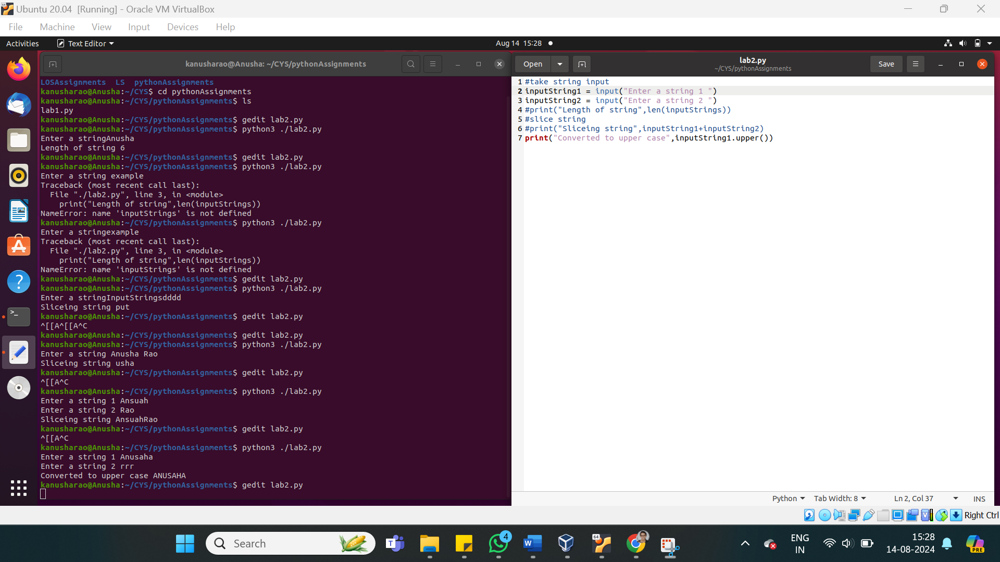 Ubuntu 20.04 [Running] - Oracle VM VirtualBox
File Machine View Input Devices Help
Activities Text Editor Aug 14 15:28
kanusharao@Anusha: ~/CYS/pythonAssignments
LOSAssignments LS pythonAssignments
kanusharao@Anusha:~/CYS$ cd pythonAssignments
kanusharao@Anusha:~/CYS/pythonAssignments$ ls
lab1.py
kanusharao@Anusha:~/CYS/pythonAssignments$ gedit lab2.py
kanusharao@Anusha:~/CYS/pythonAssignments$ python3 ./lab2.py
Enter a stringAnusha
Length of string 6
kanusharao@Anusha:~/CYS/pythonAssignments$ gedit lab2.py
kanusharao@Anusha:~/CYS/pythonAssignments$ python3 ./lab2.py
Enter a string example
Traceback (most recent call last):
  File "./lab2.py", line 3, in <module>
    print("Length of string",len(inputStrings))
NameError: name 'inputStrings' is not defined
kanusharao@Anusha:~/CYS/pythonAssignments$ python3 ./lab2.py
Enter a stringexample
Traceback (most recent call last):
  File "./lab2.py", line 3, in <module>
    print("Length of string",len(inputStrings))
NameError: name 'inputStrings' is not defined
kanusharao@Anusha:~/CYS/pythonAssignments$ gedit lab2.py
kanusharao@Anusha:~/CYS/pythonAssignments$ python3 ./lab2.py
Enter a stringInputStringsdddd
Sliceing string put
kanusharao@Anusha:~/CYS/pythonAssignments$ gedit lab2.py
^[[A^[[A^C
kanusharao@Anusha:~/CYS/pythonAssignments$ gedit lab2.py
kanusharao@Anusha:~/CYS/pythonAssignments$ python3 ./lab2.py
Enter a string Anusha Rao
Sliceing string usha
kanusharao@Anusha:~/CYS/pythonAssignments$ gedit lab2.py
^[[A^C
kanusharao@Anusha:~/CYS/pythonAssignments$ python3 ./lab2.py
Enter a string 1 Ansuah
Enter a string 2 Rao
Sliceing string AnsuahRao
kanusharao@Anusha:~/CYS/pythonAssignments$ gedit lab2.py
^[[A^C
kanusharao@Anusha:~/CYS/pythonAssignments$ python3 ./lab2.py
Enter a string 1 Anusaha
Enter a string 2 rrr
Converted to upper case ANUSAHA
kanusharao@Anusha:~/CYS/pythonAssignments$ gedit lab2.py
Open lab2.py Save
~/CYS/pythonAssignments
1 #take string input
2 inputString1 = input("Enter a string 1 ")
3 inputString2 = input("Enter a string 2 ")
4 #print("Length of string",len(inputStrings))
5 #slice string
6 #print("Sliceing string",inputString1+inputString2)
7 print("Converted to upper case",inputString1.upper())
Python Tab Width: 8 Ln 2, Col 37 INS
Right Ctrl
Search 4 ENG 15:28
IN 14-08-2024
PRE